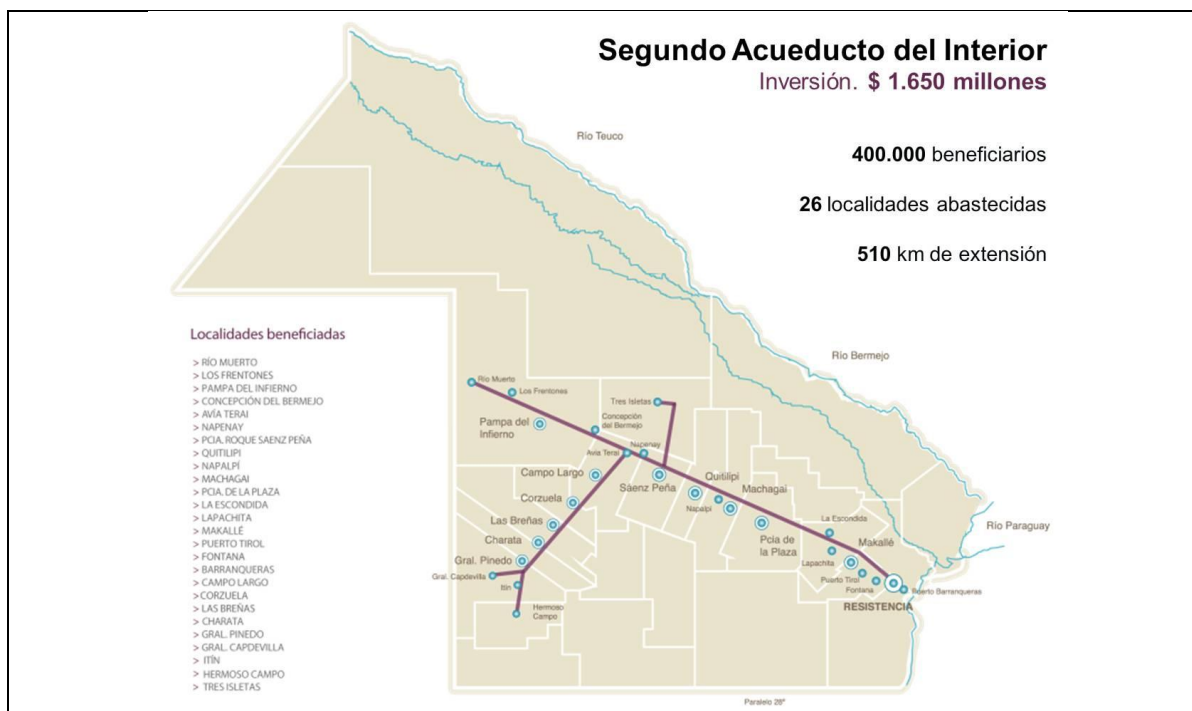 Segundo Acueducto del Interior
Inversión. $ 1.650 millones
Río Teuco
400.000 beneficiarios
26 localidades abastecidas
510 km de extensión
Localidades beneficiadas
> RÍO MUERTO
> LOS FRENTONES
> PAMPA DEL INFIERNO
> CONCEPCIÓN DEL BERMEJO
> AVÍA TERAI
> NAPENAY
> PCIA. ROQUE SAENZ PEÑA
> QUITILIPI
> NAPALPÍ
> MACHAGAI
> PCIA. DE LA PLAZA
> LA ESCONDIDA
> LAPACHITA
> MAKALLÉ
> PUERTO TIROL
> FONTANA
> BARRANQUERAS
> CAMPO LARGO
>CORZUELA
> LAS BREÑAS
> CHARATA
> GRAL. PINEDO
> GRAL. CAPDEVILLA
> ITÍN
> HERMOSO CAMPO
> TRES ISLETAS
Río Bermejo
Río Muerto
Los Frentones
Tres Isletas
Pampa del
Infierno
Concepción
del Bermejo
Avia Terai
Napenay
Campo Largo
Sáenz Peña
Quitilipi
Machagai
Corzuela
Napalpi
Las Breñas
La Escondida
Río Paraguay
Charata
Pcia de
la Plaza
Makallé
Gral. Pinedo
Lapachita
Gral. Capdevilla
Puerto Tirol
Itín
Fontana
Puerto Barranqueras
RESISTENCIA
Hermoso
Campo
Paralelo 28º